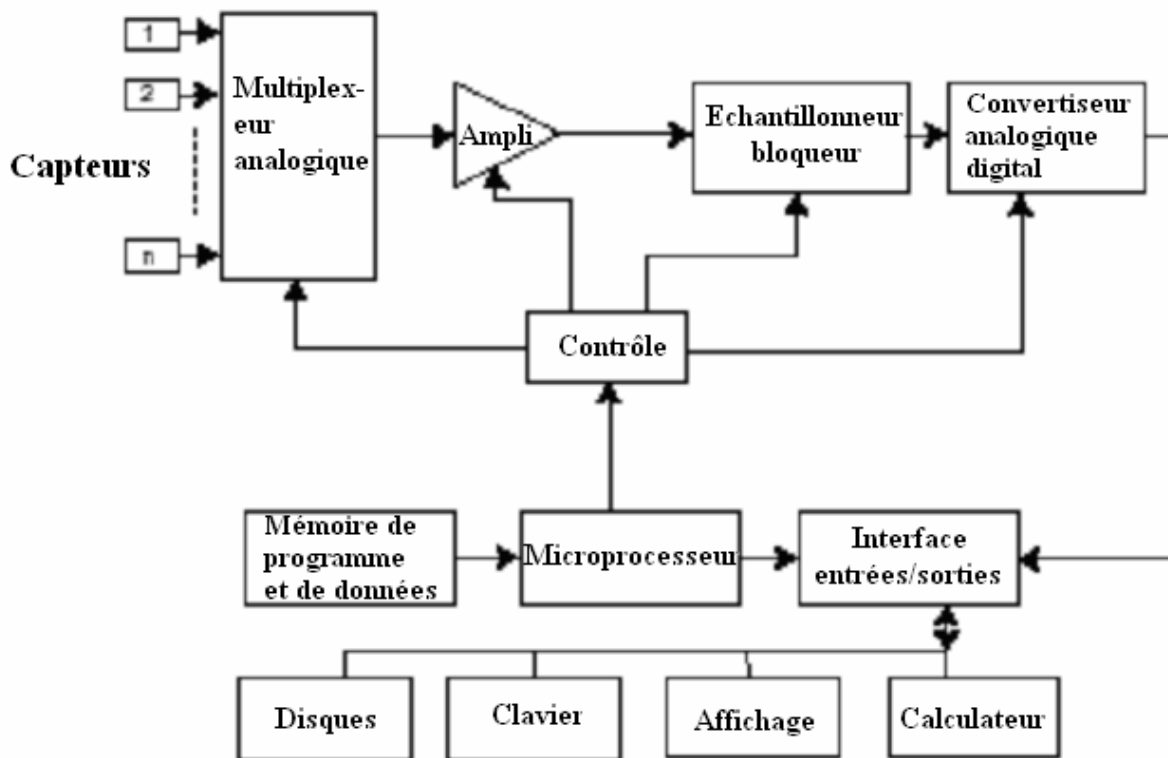 1
2
Capteurs
n
Multiplex-
eur
analogique
Ampli
Echantillonneur
bloqueur
Convertiseur
analogique
digital
Contrôle
Mémoire de
programme
et de données
Microprocesseur
Interface
entrées/sorties
Disques
Clavier
Affichage
Calculateur